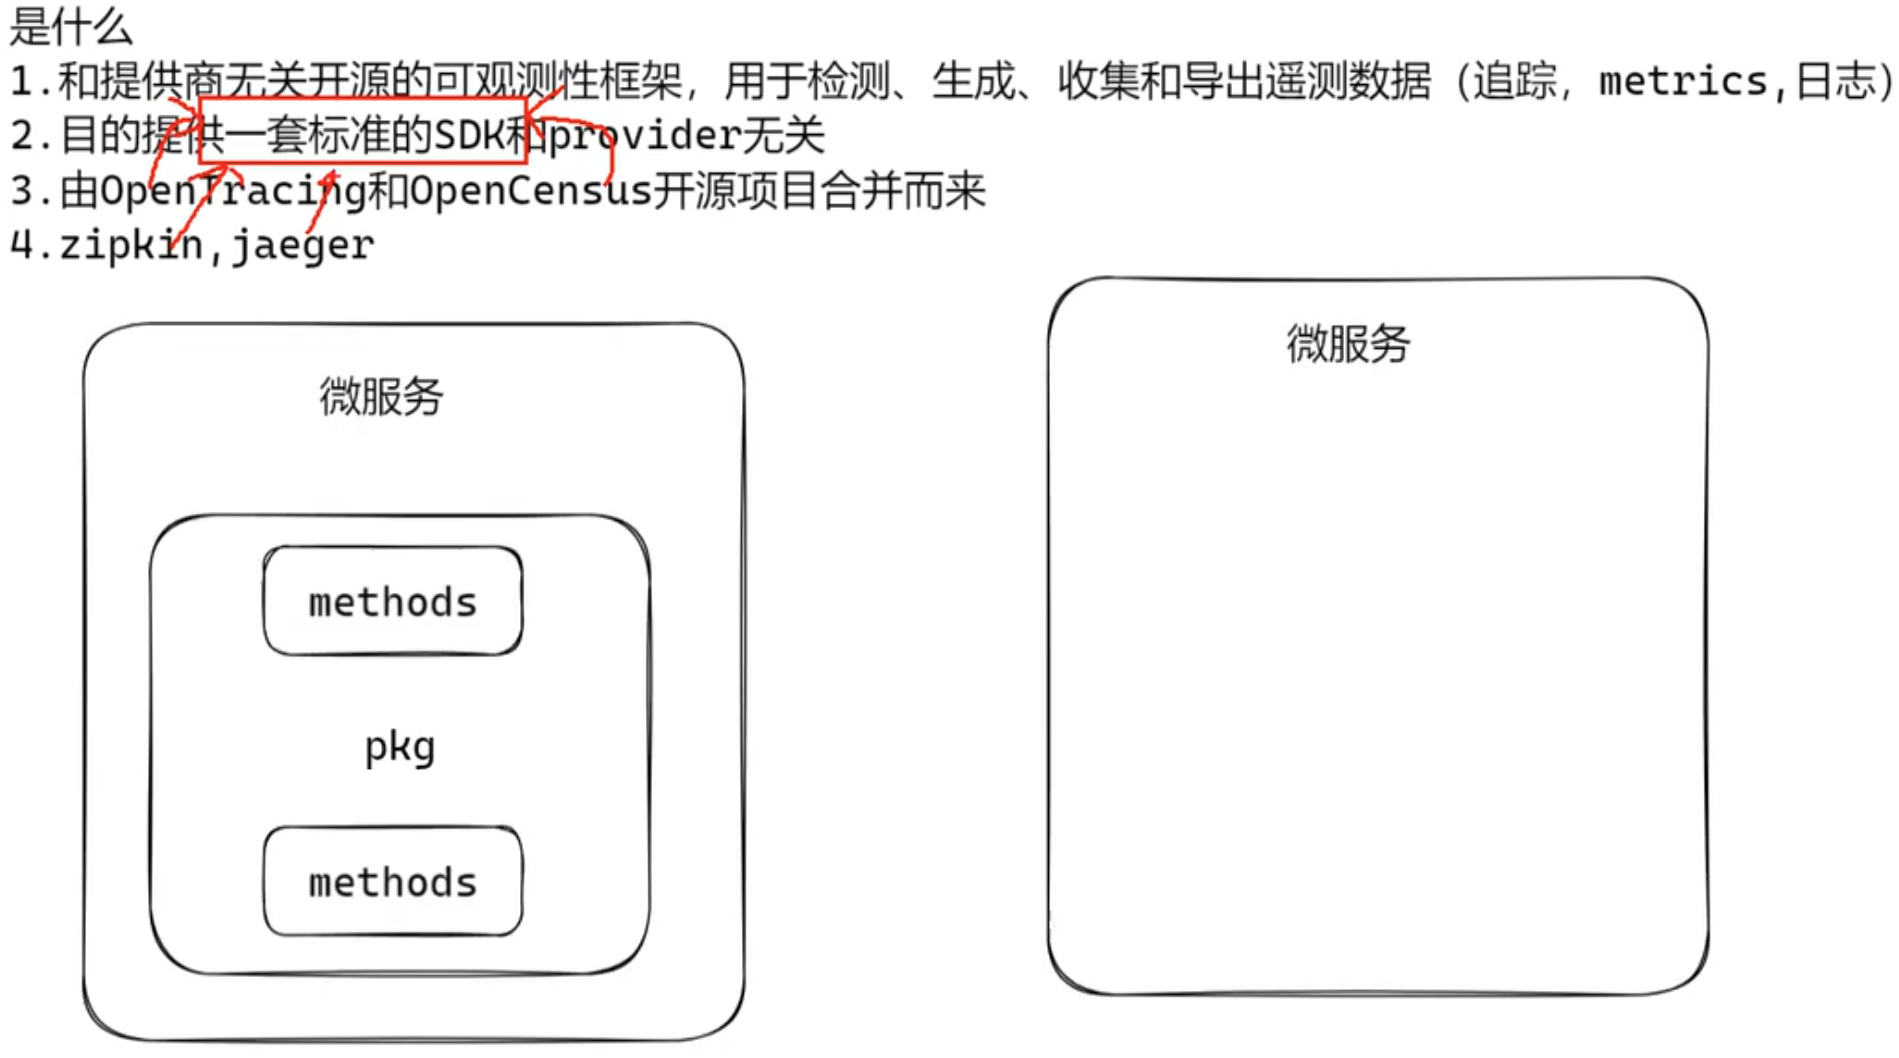 是什么
1.和提供商无关开源的可观测性框架，用于检测、生成、收集和导出遥测数据（追踪，metrics,日志）
2.目的提供一套标准的SDK和provider无关
3.由OpenTracing和OpenCensus开源项目合并而来
4.zipkin,jaeger
微服务
methods
pkg
methods
微服务